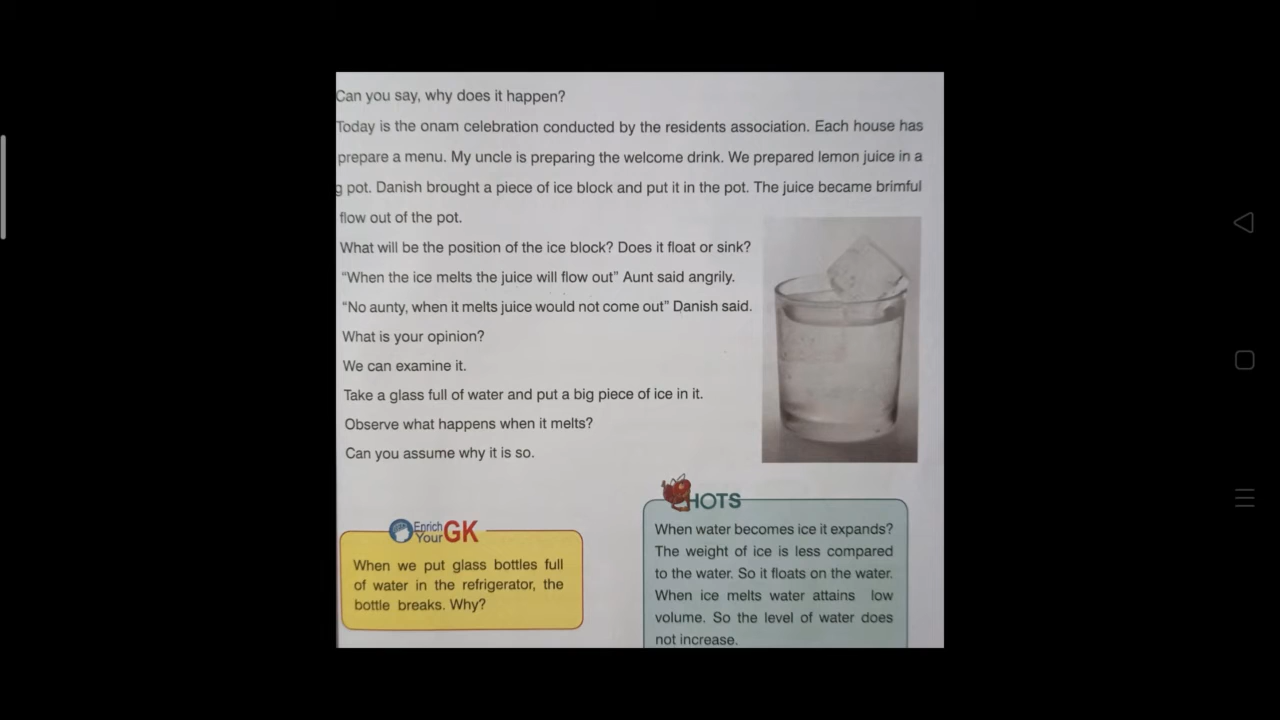 Can you say, why does it happen?
Today is the onam celebration conducted by the residents association. Each house has
prepare a menu. My uncle is preparing the welcome drink. We prepared lemon juice in a
g pot. Danish brought a piece of ice block and put it in the pot. The juice became brimful
flow out of the pot.
What will be the position of the ice block? Does it float or sink?
“When the ice melts the juice will flow out” Aunt said angrily.
“No aunty, when it melts juice would not come out” Danish said.
What is your opinion?
We can examine it.
Take a glass full of water and put a big piece of ice in it.
Observe what happens when it melts?
Can you assume why it is so.
Enrich Your GK
When we put glass bottles full
of water in the refrigerator, the
bottle breaks. Why?
HOTS
When water becomes ice it expands?
The weight of ice is less compared
to the water. So it floats on the water.
When ice melts water attains low
volume. So the level of water does
not increase.